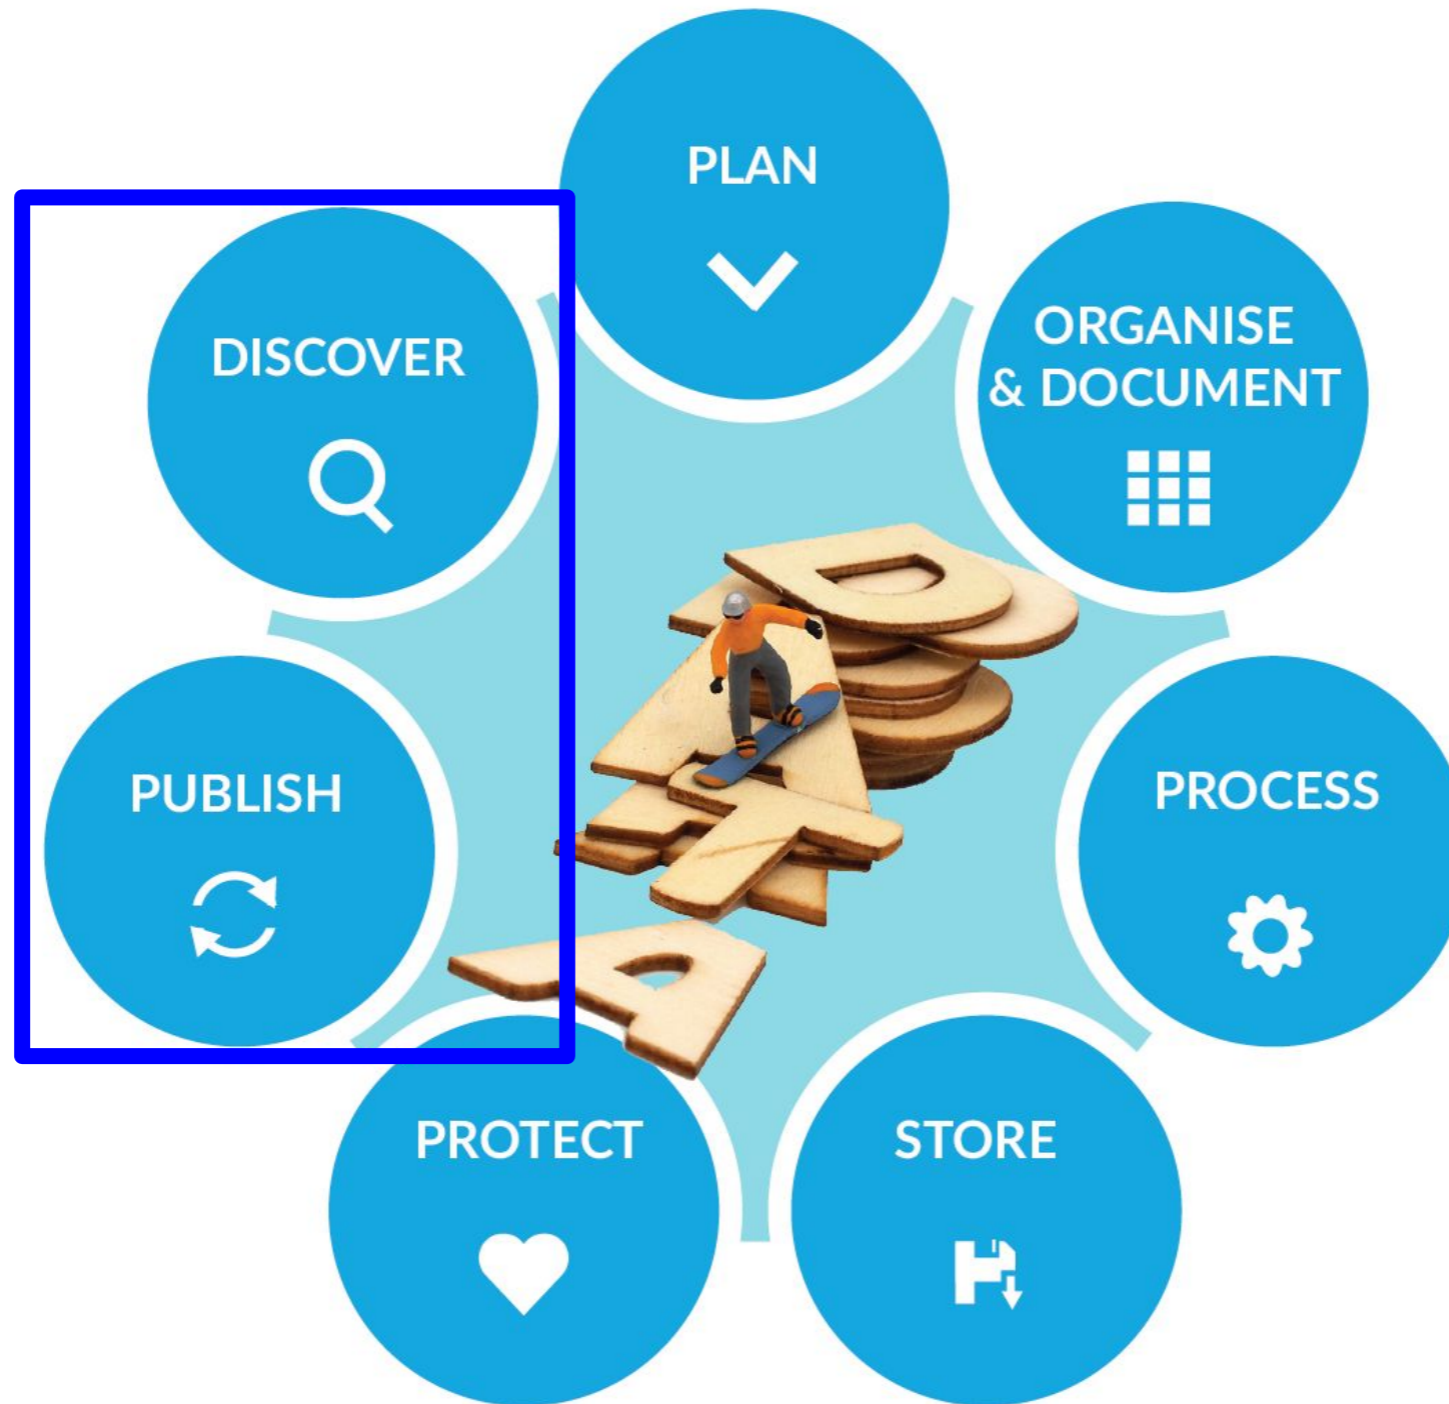 PLAN
ORGANISE
& DOCUMENT
PROCESS
STORE
PROTECT
PUBLISH
DISCOVER
D
A
T
A